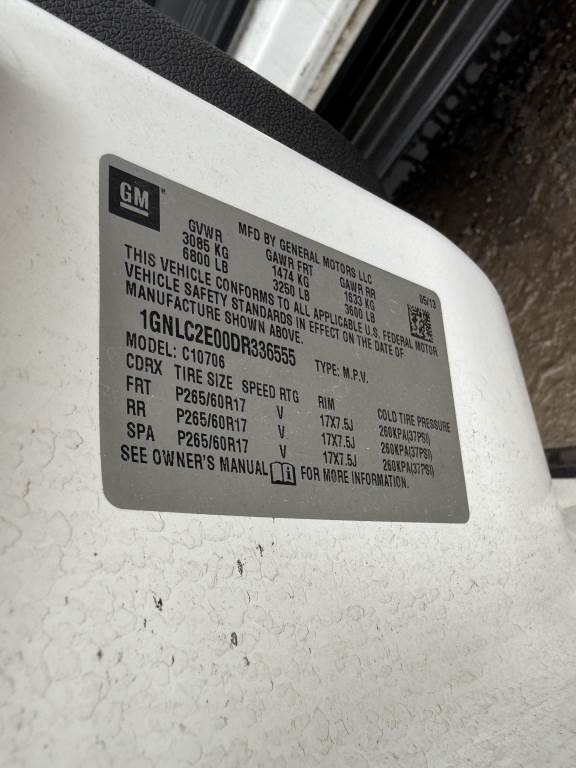 GM
MFD BY GENERAL MOTORS LLC 05/13
GVWR GAWR FRT GAWR RR
3085 KG 1474 KG 1633 KG
6800 LB 3250 LB 3600 LB
THIS VEHICLE CONFORMS TO ALL APPLICABLE U.S. FEDERAL MOTOR
VEHICLE SAFETY STANDARDS IN EFFECT ON THE DATE OF
MANUFACTURE SHOWN ABOVE.
1GNLC2E00DR336555
MODEL: C10706 TYPE: M.P.V.
CDRX TIRE SIZE SPEED RTG RIM COLD TIRE PRESSURE
FRT P265/60R17 V 17X7.5J 260KPA(37PSI)
RR P265/60R17 V 17X7.5J 260KPA(37PSI)
SPA P265/60R17 V 17X7.5J 260KPA(37PSI)
SEE OWNER'S MANUAL FOR MORE INFORMATION.